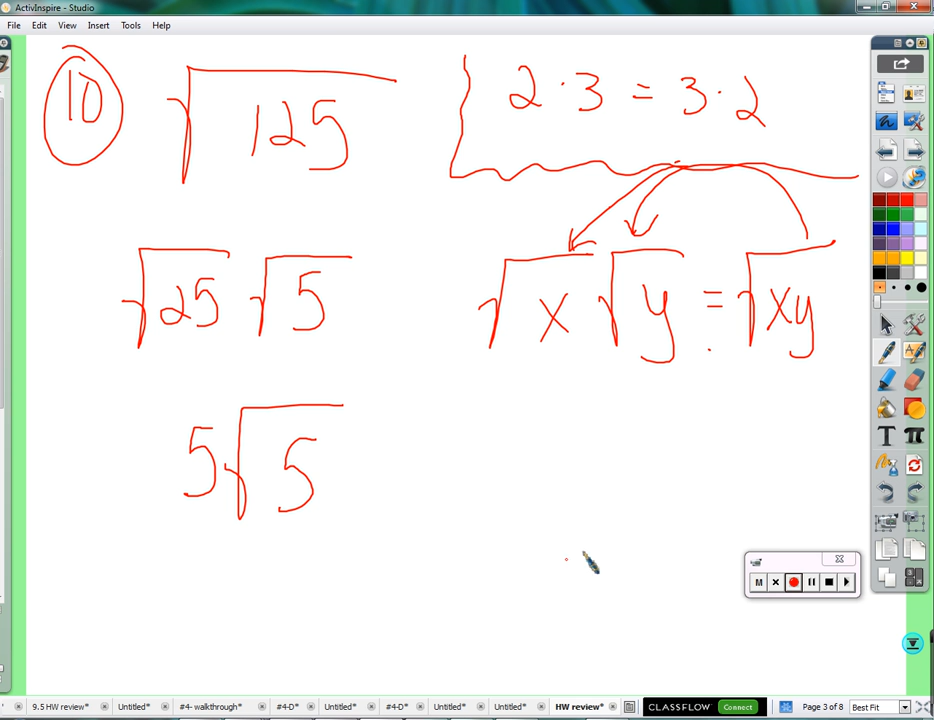 ActivInspire - Studio
File Edit View Insert Tools Help
10
√125
2 · 3 = 3 · 2
√25 √5
√x √y = √xy
5√5
M
T π
9.5 HW review* Untitled* #4- walkthrough* #4-D* Untitled* #4-D* Untitled* Untitled* HW review* CLASSFLOW Connect Page 3 of 8 Best Fit